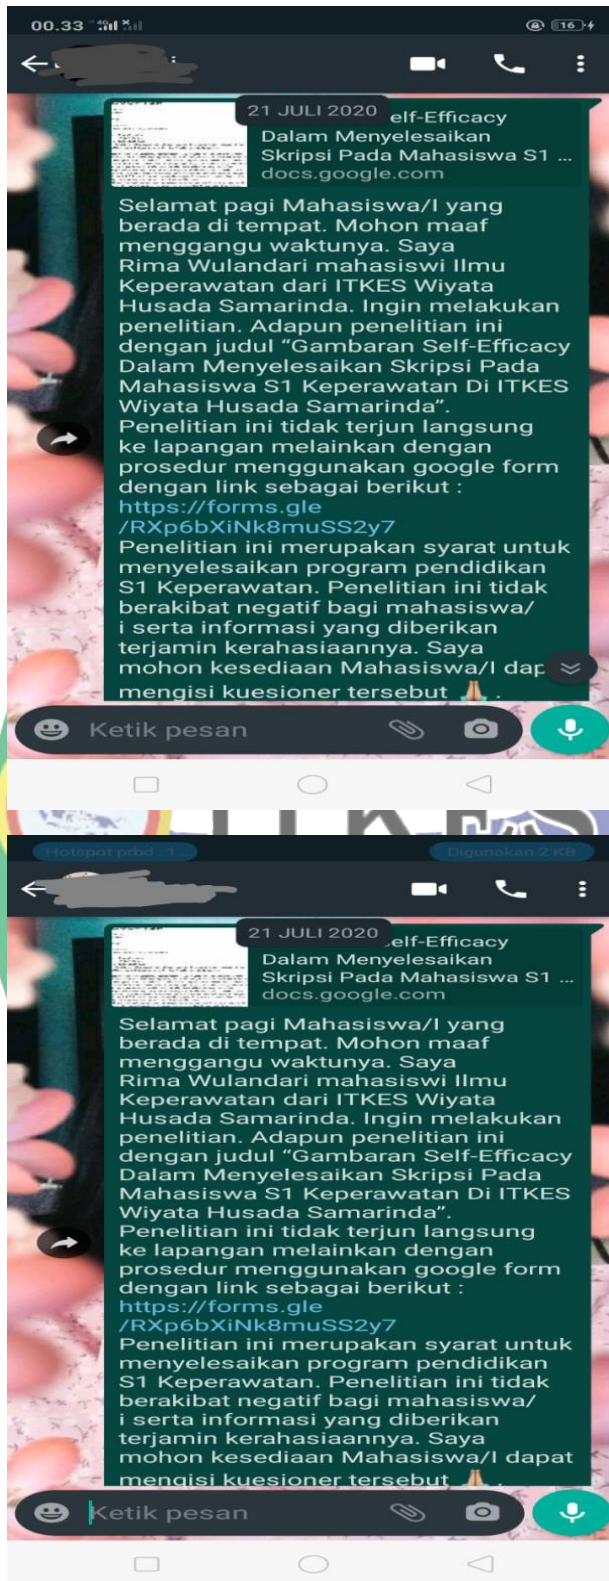 00.33
16
21 JULI 2020
elf-Efficacy
Dalam Menyelesaikan
Skripsi Pada Mahasiswa S1 ...
docs.google.com
Selamat pagi Mahasiswa/I yang
berada di tempat. Mohon maaf
menggangu waktunya. Saya
Rima Wulandari mahasiswi Ilmu
Keperawatan dari ITKES Wiyata
Husada Samarinda. Ingin melakukan
penelitian. Adapun penelitian ini
dengan judul “Gambaran Self-Efficacy
Dalam Menyelesaikan Skripsi Pada
Mahasiswa S1 Keperawatan Di ITKES
Wiyata Husada Samarinda”.
Penelitian ini tidak terjun langsung
ke lapangan melainkan dengan
prosedur menggunakan google form
dengan link sebagai berikut :
https://forms.gle
/RXp6bXiNk8muSS2y7
Penelitian ini merupakan syarat untuk
menyelesaikan program pendidikan
S1 Keperawatan. Penelitian ini tidak
berakibat negatif bagi mahasiswa/
i serta informasi yang diberikan
terjamin kerahasiaannya. Saya
mohon kesediaan Mahasiswa/I dap
mengisi kuesioner tersebut 🙏🏼 .
Ketik pesan
ITKES
Hotspot prbd : 1 ...
Digunakan 2 KB
21 JULI 2020
elf-Efficacy
Dalam Menyelesaikan
Skripsi Pada Mahasiswa S1 ...
docs.google.com
Selamat pagi Mahasiswa/I yang
berada di tempat. Mohon maaf
menggangu waktunya. Saya
Rima Wulandari mahasiswi Ilmu
Keperawatan dari ITKES Wiyata
Husada Samarinda. Ingin melakukan
penelitian. Adapun penelitian ini
dengan judul “Gambaran Self-Efficacy
Dalam Menyelesaikan Skripsi Pada
Mahasiswa S1 Keperawatan Di ITKES
Wiyata Husada Samarinda”.
Penelitian ini tidak terjun langsung
ke lapangan melainkan dengan
prosedur menggunakan google form
dengan link sebagai berikut :
https://forms.gle
/RXp6bXiNk8muSS2y7
Penelitian ini merupakan syarat untuk
menyelesaikan program pendidikan
S1 Keperawatan. Penelitian ini tidak
berakibat negatif bagi mahasiswa/
i serta informasi yang diberikan
terjamin kerahasiaannya. Saya
mohon kesediaan Mahasiswa/I dapat
mengisi kuesioner tersebut 🙏🏼 .
Ketik pesan